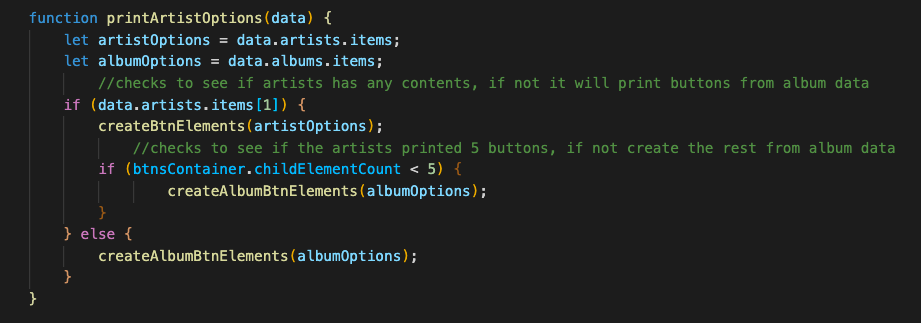 function printArtistOptions(data) {
    let artistOptions = data.artists.items;
    let albumOptions = data.albums.items;
        //checks to see if artists has any contents, if not it will print buttons from album data
    if (data.artists.items[1]) {
        createBtnElements(artistOptions);
            //checks to see if the artists printed 5 buttons, if not create the rest from album data
        if (btnsContainer.childElementCount < 5) {
                createAlbumBtnElements(albumOptions);
        }
    } else {
        createAlbumBtnElements(albumOptions);
    }
}